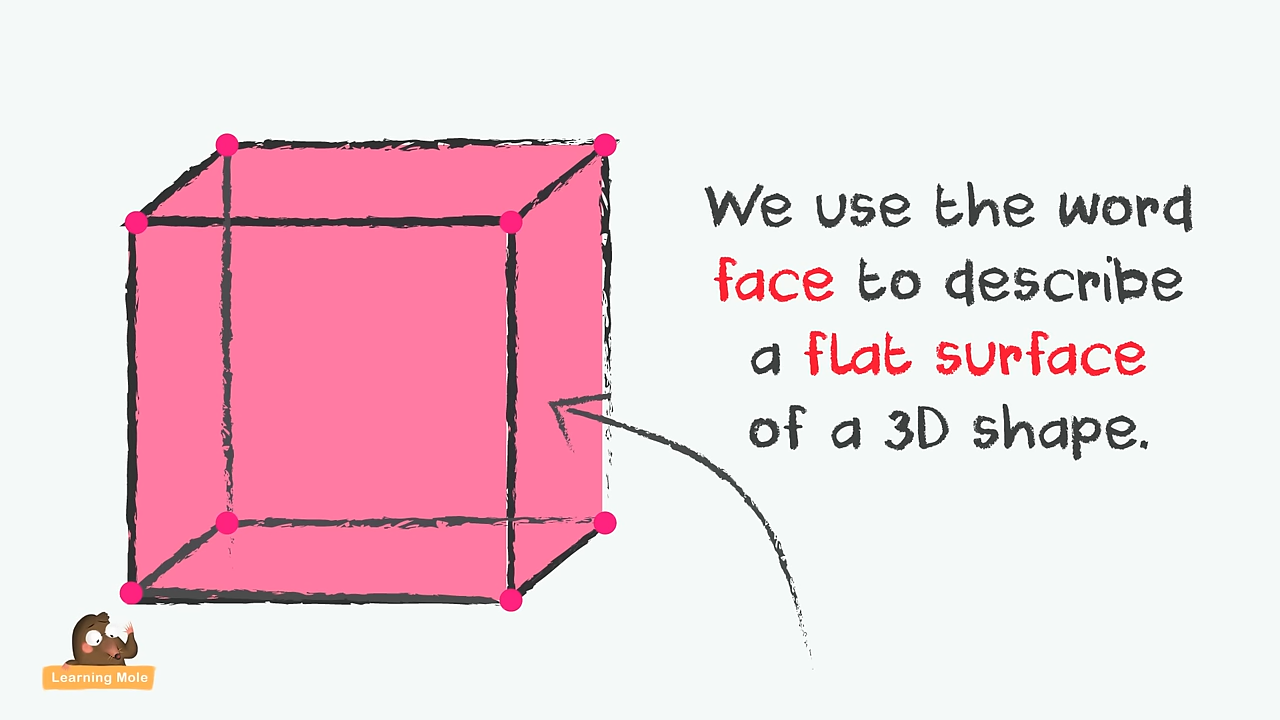 We use the word
face to describe
a flat surface
of a 3D shape.
Learning Mole